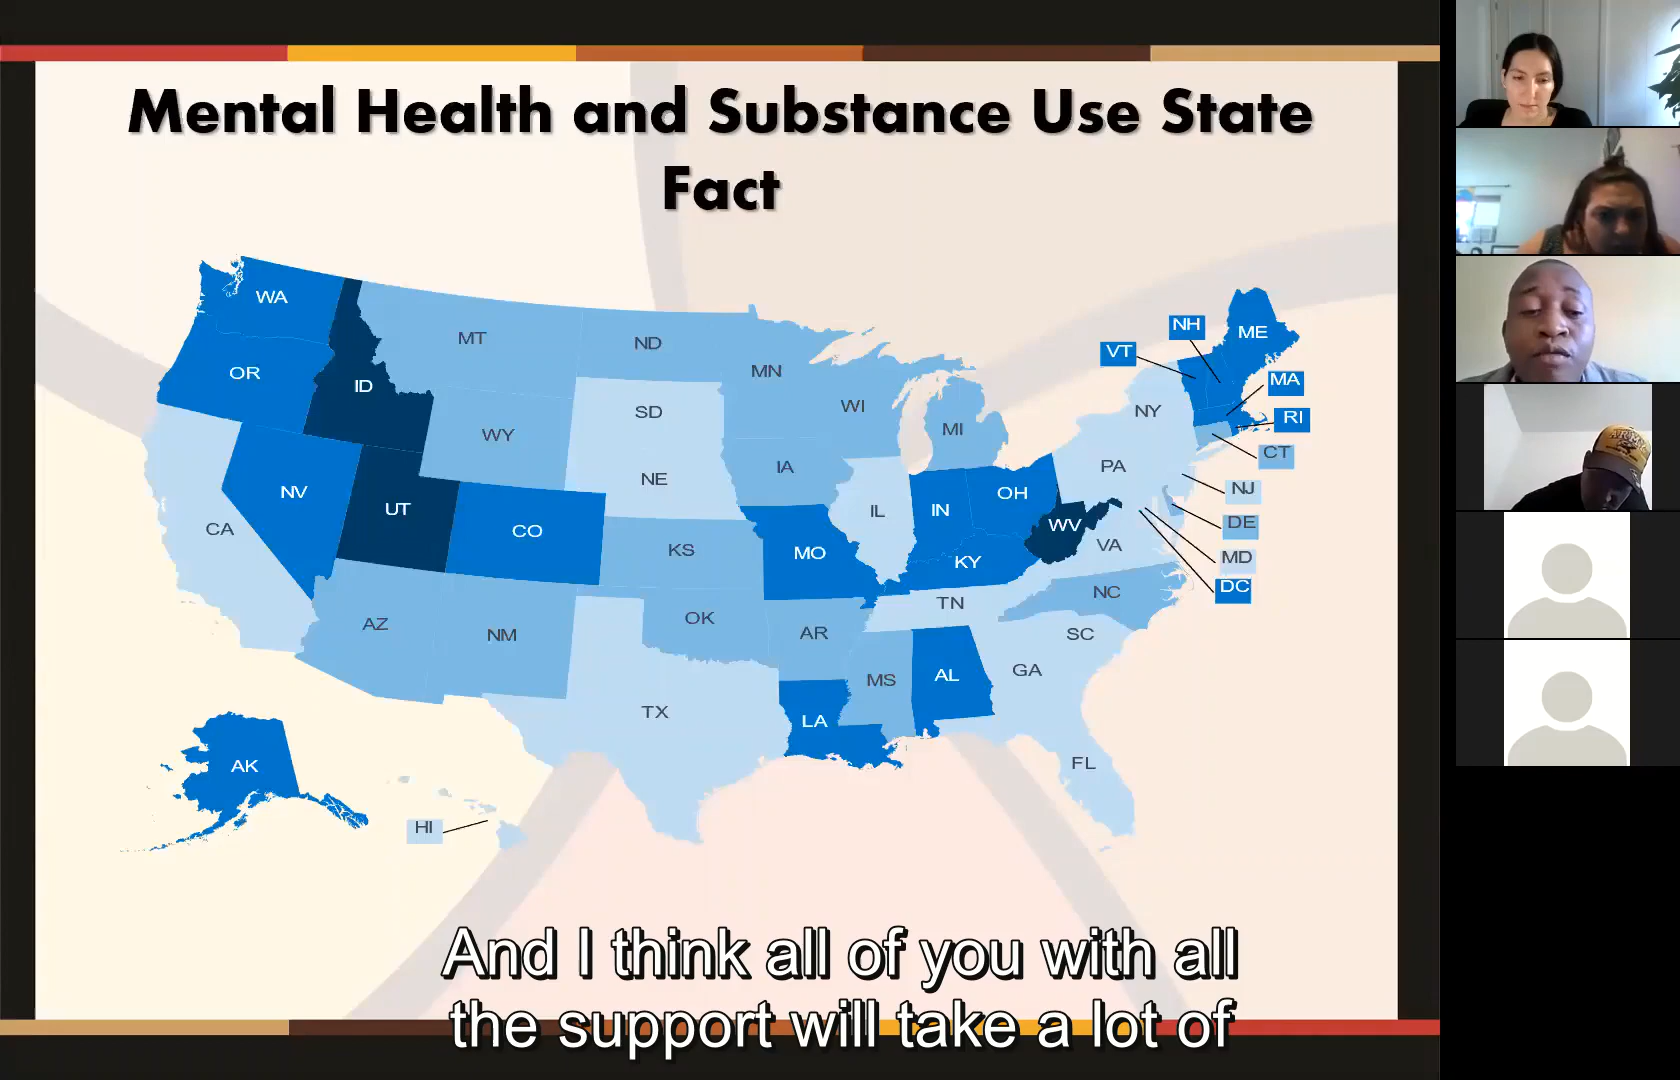 Mental Health and Substance Use State
Fact
WA
OR
ID
MT
ND
MN
WI
MI
SD
WY
NE
IA
NV
UT
CO
CA
KS
MO
IL
IN
OH
KY
WV
VA
PA
NY
VT
NH
ME
MA
RI
CT
NJ
DE
MD
DC
NC
TN
SC
GA
AL
MS
AR
OK
LA
TX
NM
AZ
FL
AK
HI
ARMY
And I think all of you with all
the support will take a lot of